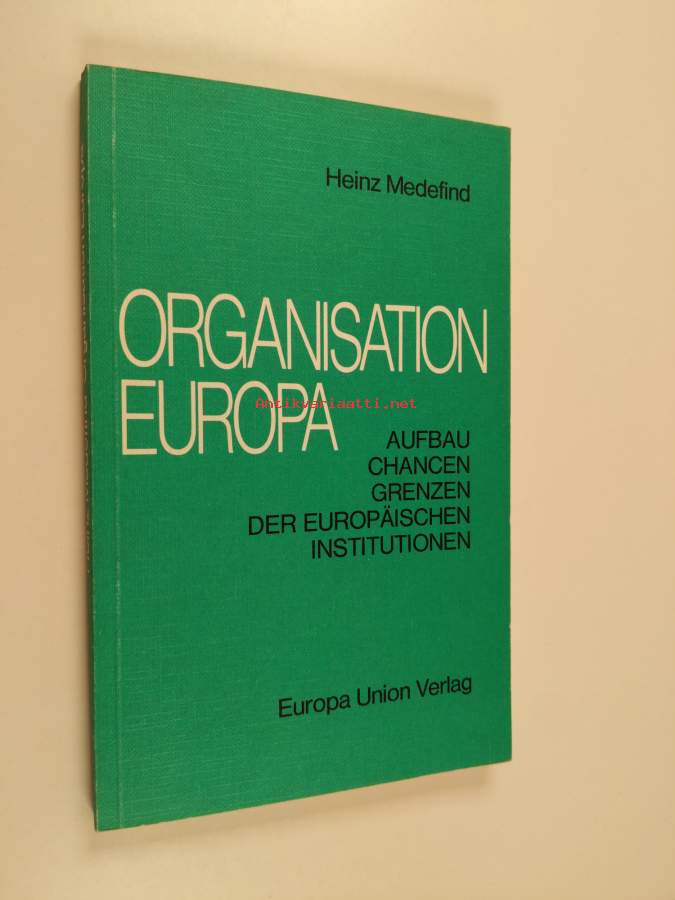 Heinz Medefind
ORGANISATION
EUROPA
Antikvariaatti.net
AUFBAU
CHANCEN
GRENZEN
DER EUROPÄISCHEN
INSTITUTIONEN
Europa Union Verlag